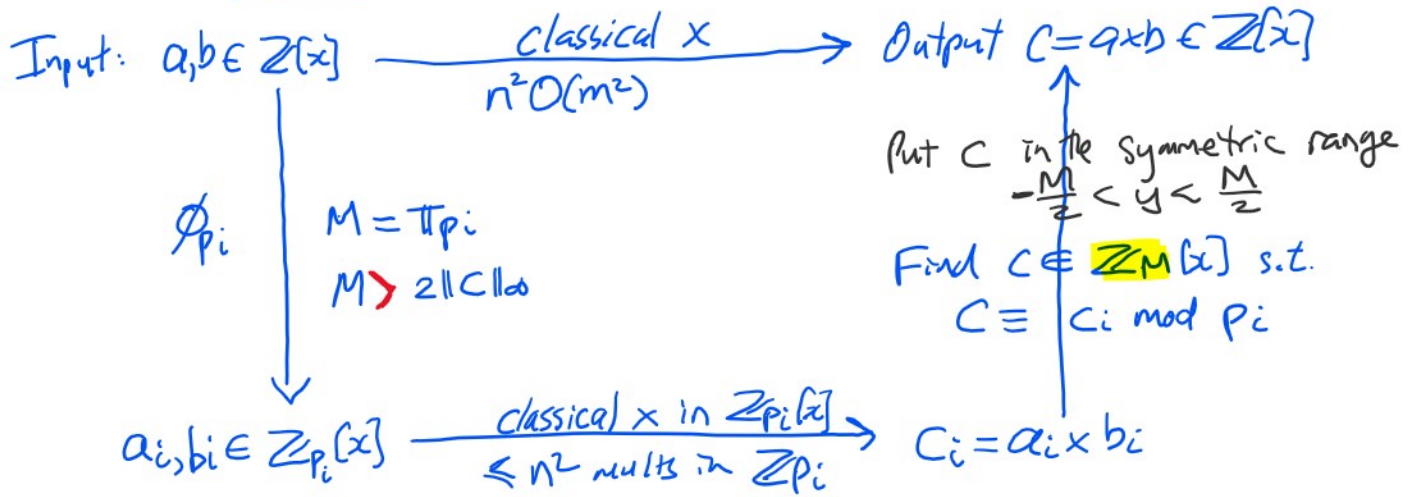 Input: a,b ∈ ℤ[x]
classical ×
n²O(m²)
Output C = a×b ∈ ℤ[x]
Put C in the symmetric range
-M/2 < y < M/2
ϕpi
M = πpi
M > 2||C||∞
Find C ∈ ℤM[x] s.t.
C ≡ Ci mod pi
ai,bi ∈ ℤpi[x]
classical × in ℤpi[x]
≤ n² mults in ℤpi
Ci = ai × bi